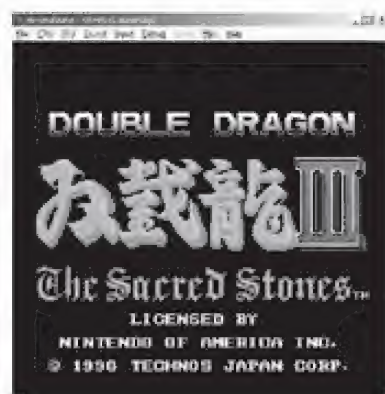 DOUBLE DRAGON
双截龍III
The Sacred Stones™
LICENSED BY
NINTENDO OF AMERICA INC.
© 1990 TECHNOS JAPAN CORP.